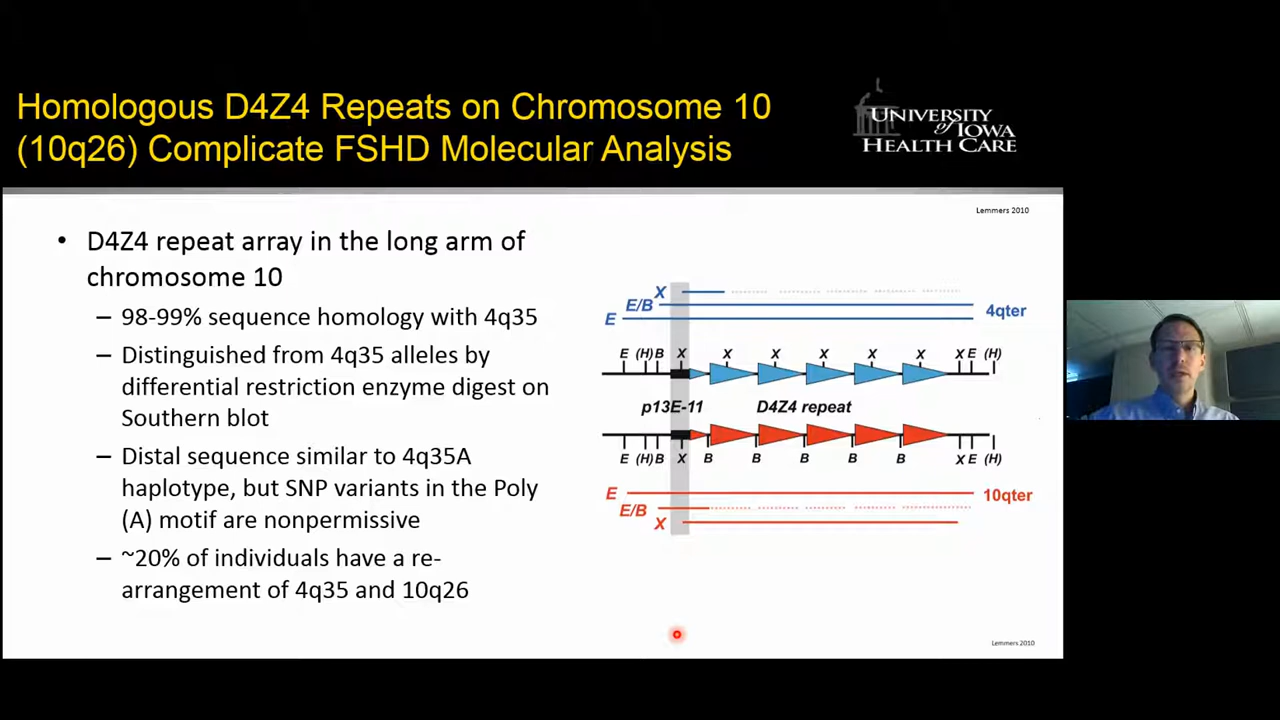 Homologous D4Z4 Repeats on Chromosome 10
(10q26) Complicate FSHD Molecular Analysis
UNIVERSITY
of IOWA
HEALTH CARE
Lemmers 2010
• D4Z4 repeat array in the long arm of
chromosome 10
– 98-99% sequence homology with 4q35
– Distinguished from 4q35 alleles by
differential restriction enzyme digest on
Southern blot
– Distal sequence similar to 4q35A
haplotype, but SNP variants in the Poly
(A) motif are nonpermissive
– ~20% of individuals have a re-
arrangement of 4q35 and 10q26
X
E/B
E
4qter
E (H) B X X X X X X X E (H)
p13E-11 D4Z4 repeat
E (H) B X B B B B B X E (H)
E
E/B
X
10qter
Lemmers 2010